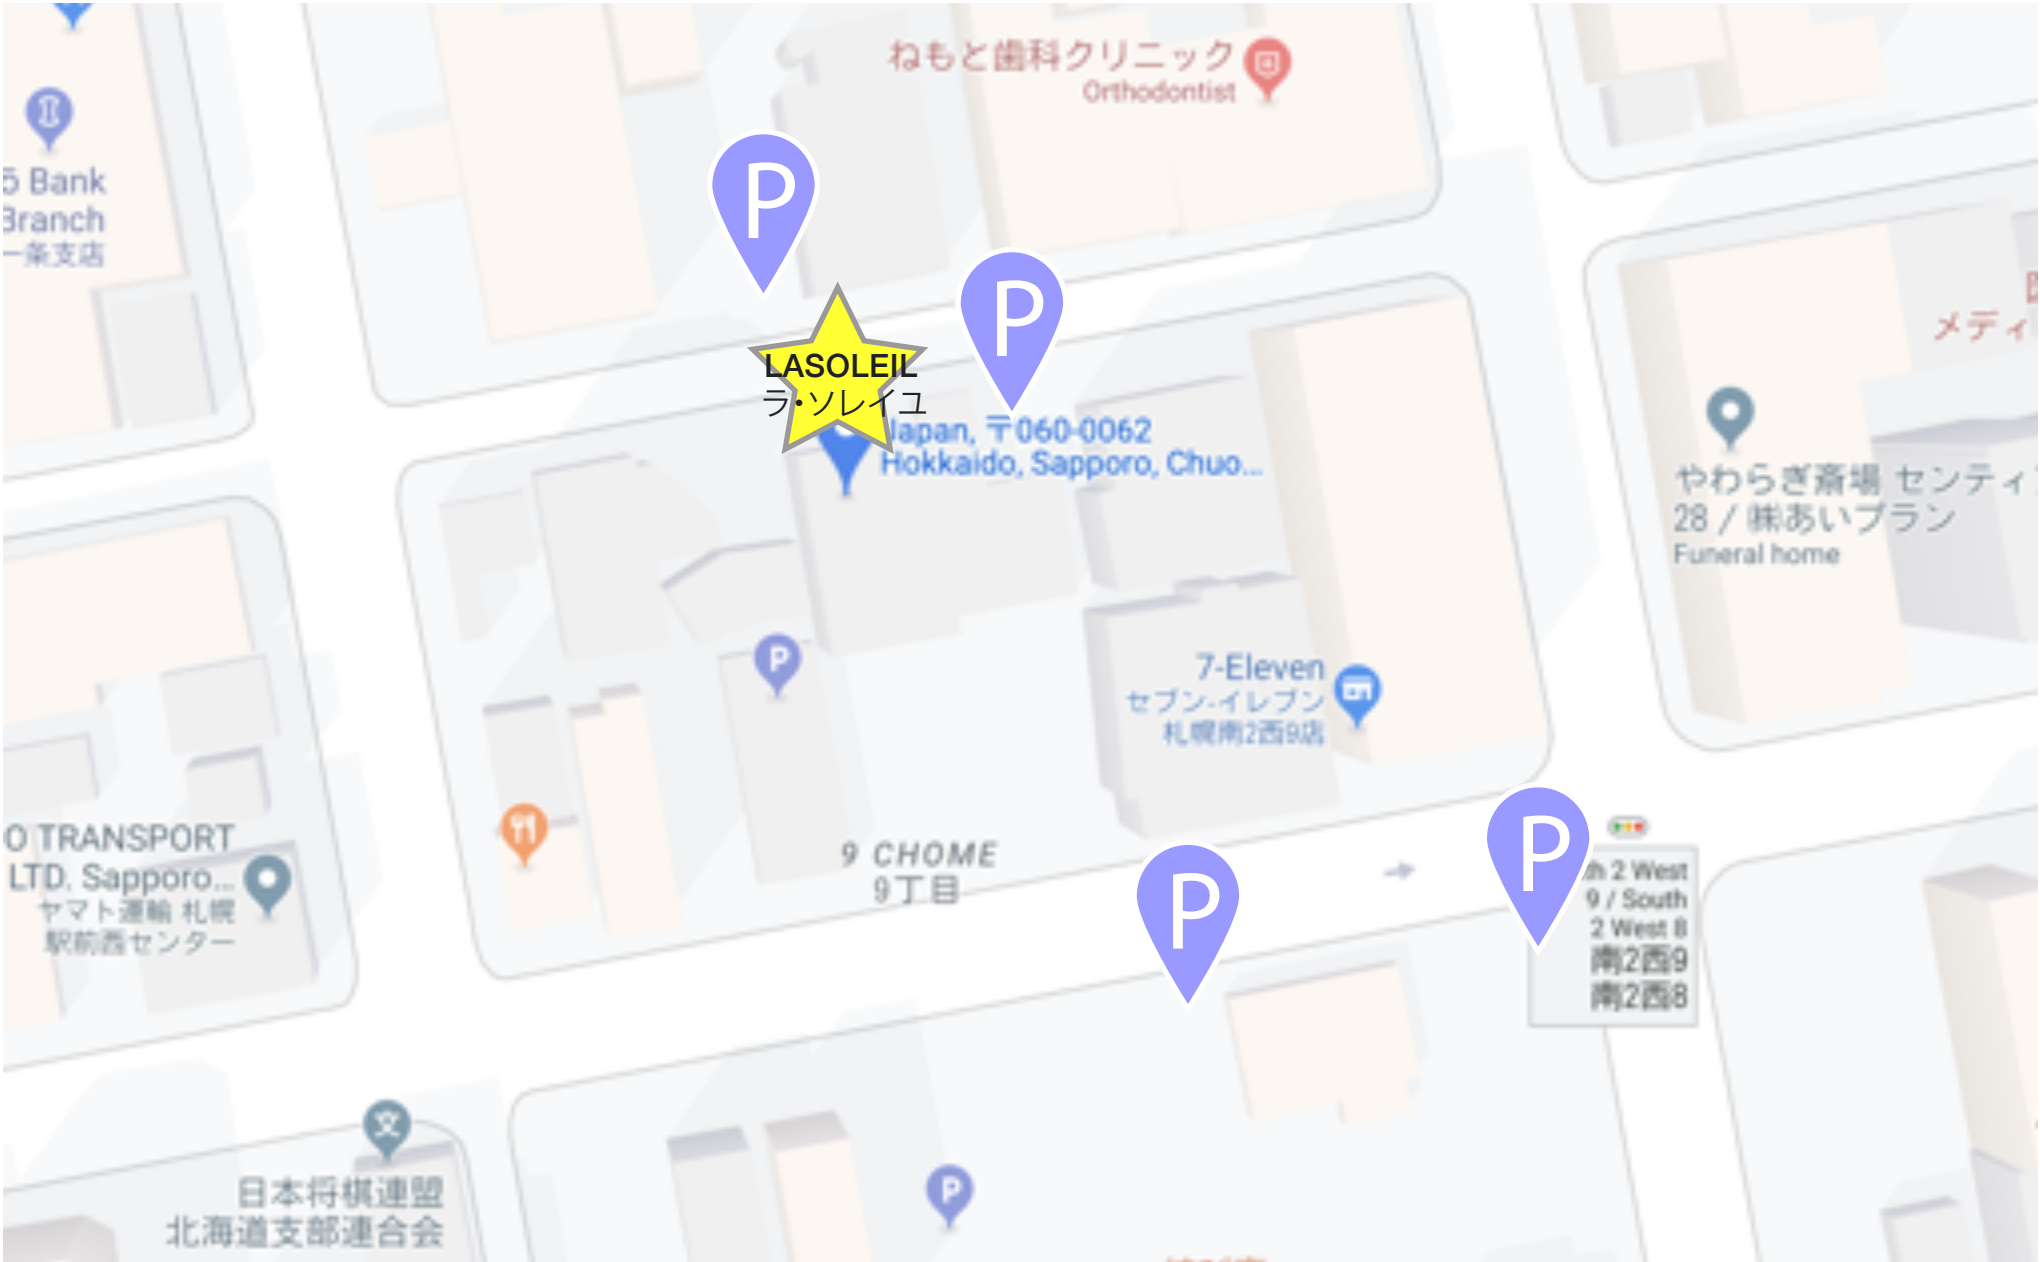 ねもと歯科クリニック
Orthodontist
P
5 Bank
Branch
一条支店
P
LASOLEIL
ラ・ソレイユ
Japan, 〒060-0062
Hokkaido, Sapporo, Chuo...
メディ
やわらぎ斎場 センティ
28 / ㈱あいプラン
Funeral home
P
7-Eleven
セブン-イレブン
札幌南2西9店
O TRANSPORT
LTD. Sapporo...
ヤマト運輸 札幌
駅前西センター
9 CHOME
9丁目
P
P
th 2 West
9 / South
2 West 8
南2西9
南2西8
文
日本将棋連盟
北海道支部連合会
P